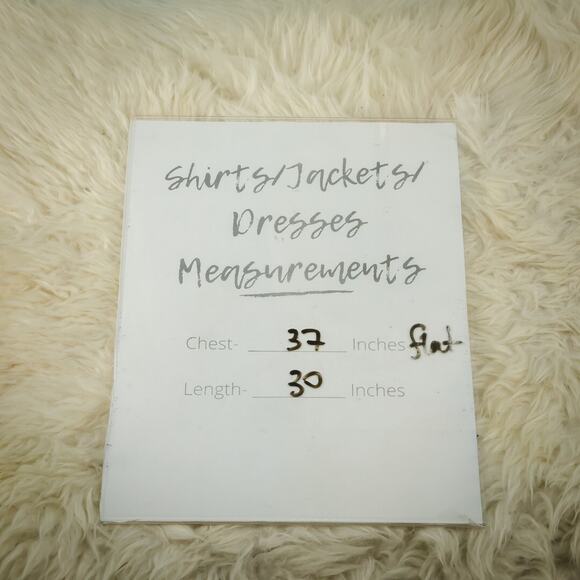 Shirts/Jackets/
Dresses
Measurements
Chest- 37 Inches flat
Length- 30 Inches